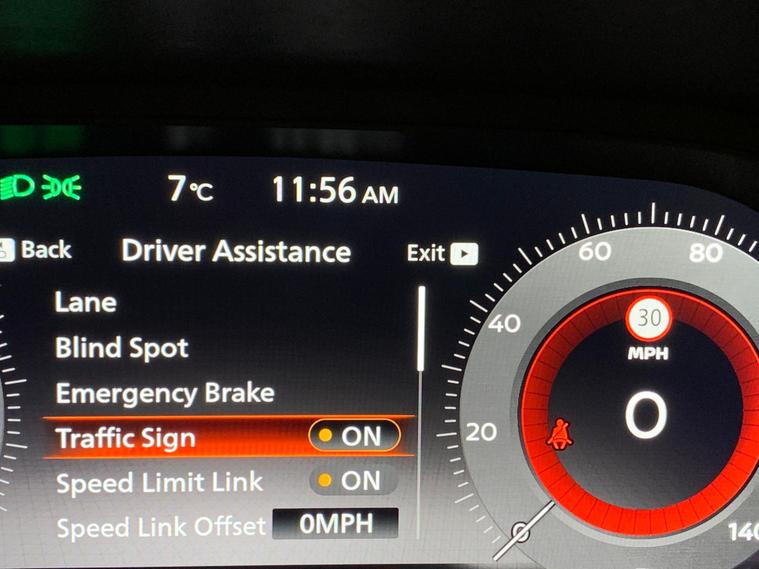 7°C 11:56 AM
Back Driver Assistance Exit
Lane
Blind Spot
Emergency Brake
Traffic Sign ON
Speed Limit Link ON
Speed Link Offset 0MPH
0 20 40 60 80 140
30
MPH
0